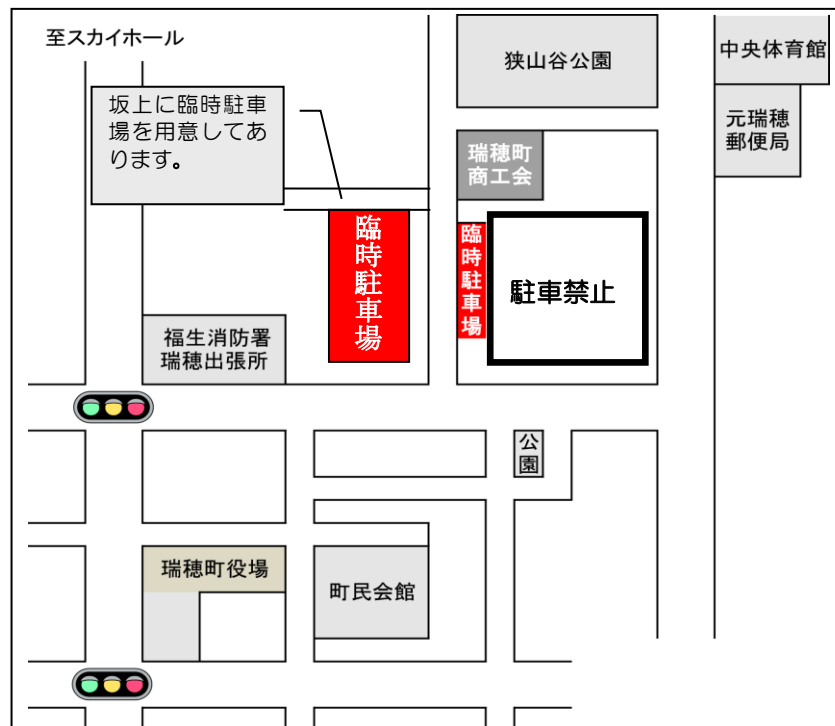 至スカイホール
狭山谷公園
中央体育館
坂上に臨時駐車
場を用意してあ
ります。
元瑞穂
郵便局
瑞穂町
商工会
臨時駐車場
臨時駐車場
駐車禁止
福生消防署
瑞穂出張所
公園
瑞穂町役場
町民会館